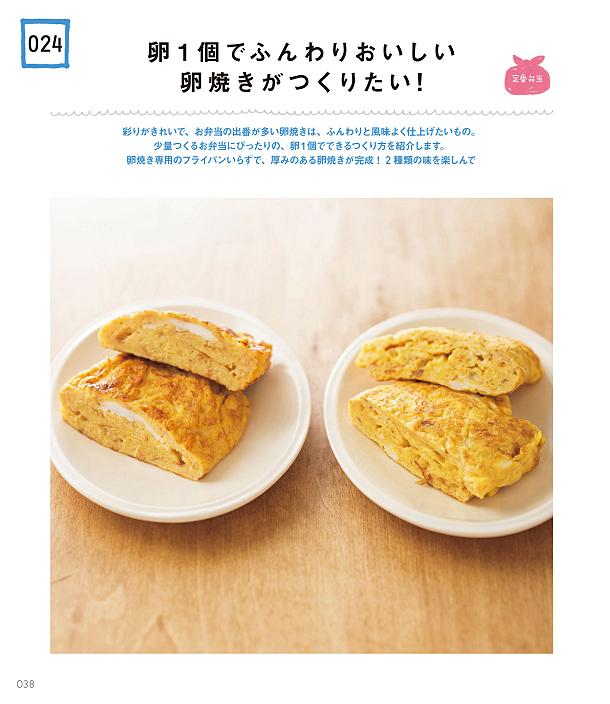 024
卵1個でふんわりおいしい
卵焼きがつくりたい!
定番弁当
彩りがきれいで、お弁当の出番が多い卵焼きは、ふんわりと風味よく仕上げたいもの。
少量つくるお弁当にぴったりの、卵1個でできるつくり方を紹介します。
卵焼き専用のフライパンいらずで、厚みのある卵焼きが完成! 2種類の味を楽しんで
038